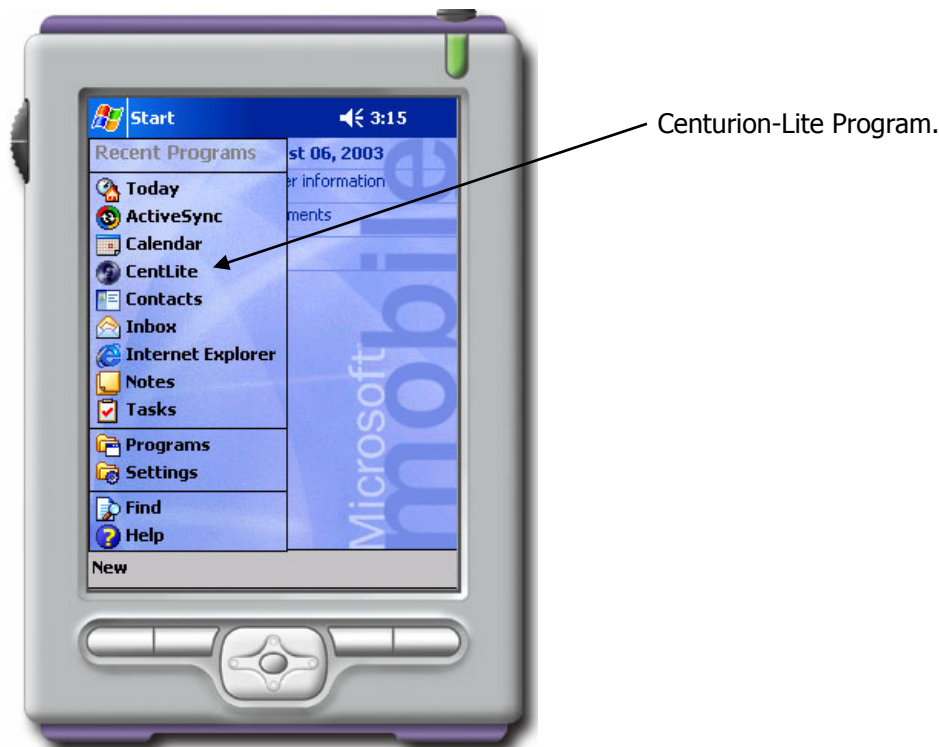 Start 3:15
Recent Programs
st 06, 2003
Today
er information
ActiveSync
ments
Calendar
CentLite
Contacts
Inbox
Internet Explorer
Notes
Tasks
Programs
Settings
Find
Help
New
Microsoft
mobile
Centurion-Lite Program.